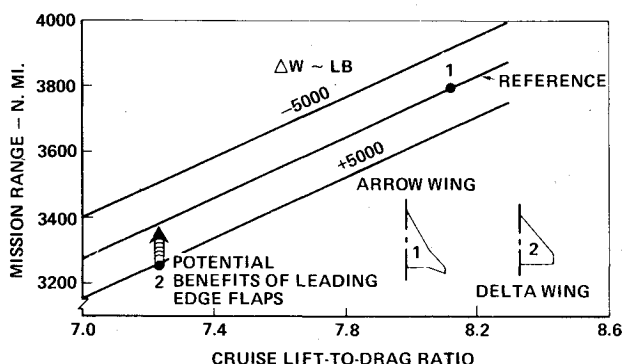 4000
3800
3600
3400
3200
MISSION RANGE – N. MI.
ΔW ~ LB
–5000
1
REFERENCE
+5000
ARROW WING
1
2
DELTA WING
POTENTIAL
2 BENEFITS OF LEADING
EDGE FLAPS
7.0 7.4 7.8 8.2 8.6
CRUISE LIFT-TO-DRAG RATIO